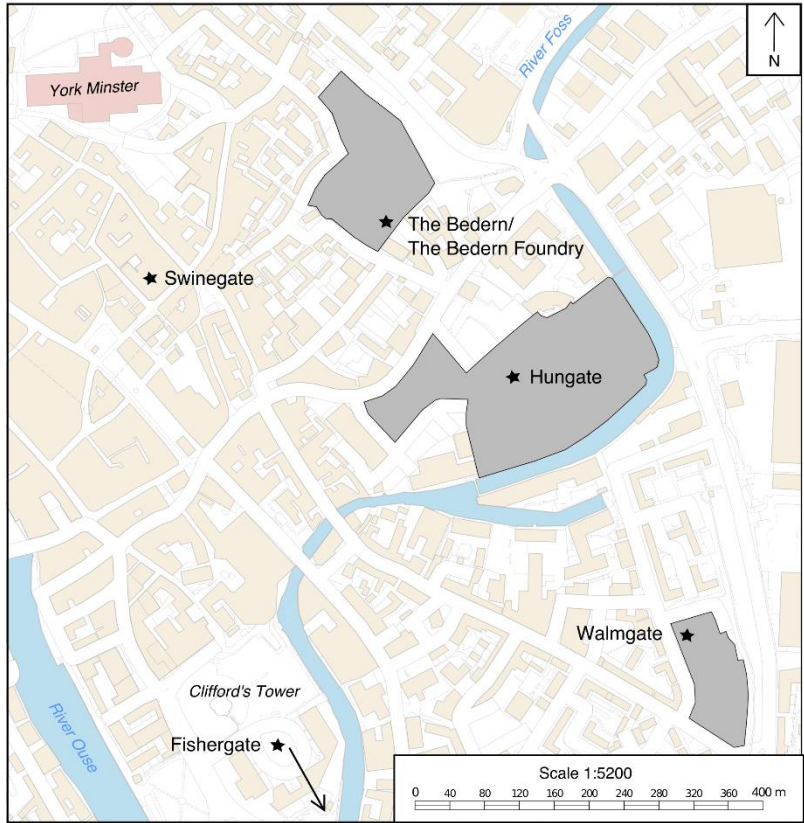 York Minster
River Foss
N
The Bedern/
The Bedern Foundry
Swinegate
Hungate
Walmgate
Clifford's Tower
Fishergate
River Ouse
Scale 1:5200
0 40 80 120 160 200 240 280 320 360 400 m